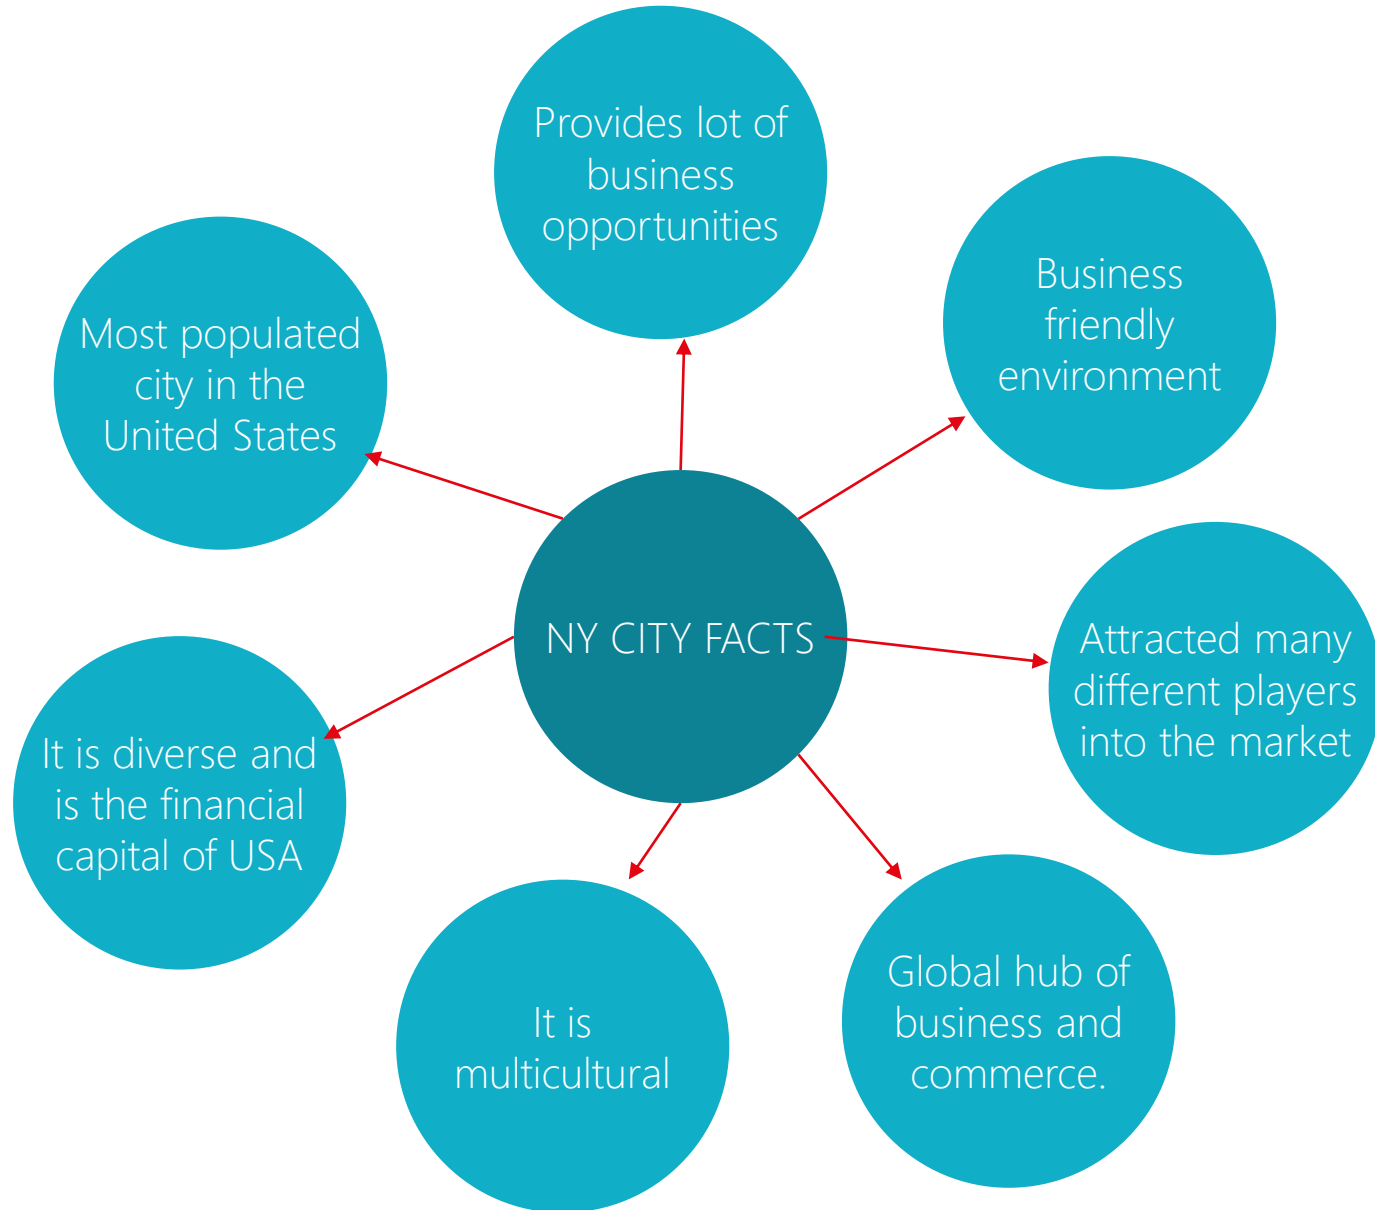 Provides lot of
business
opportunities
Business
friendly
environment
Most populated
city in the
United States
NY CITY FACTS
Attracted many
different players
into the market
It is diverse and
is the financial
capital of USA
Global hub of
business and
commerce.
It is
multicultural